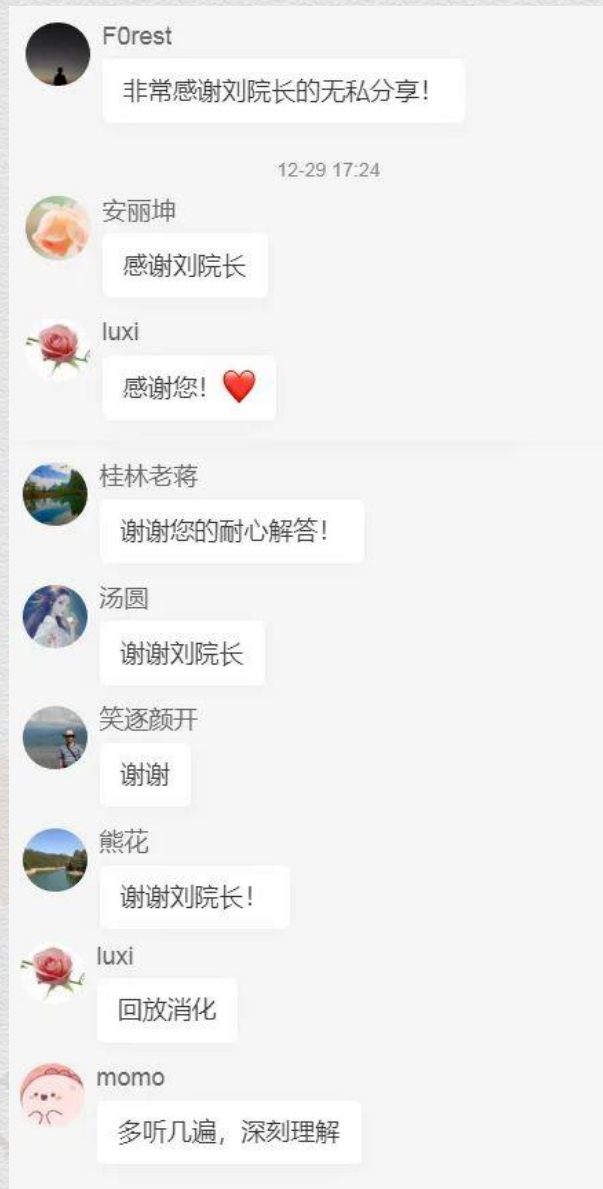 F0rest
非常感谢刘院长的无私分享！
12-29 17:24
安丽坤
感谢刘院长
luxi
感谢您！❤️
桂林老蒋
谢谢您的耐心解答！
汤圆
谢谢刘院长
笑逐颜开
谢谢
熊花
谢谢刘院长！
luxi
回放消化
momo
多听几遍，深刻理解